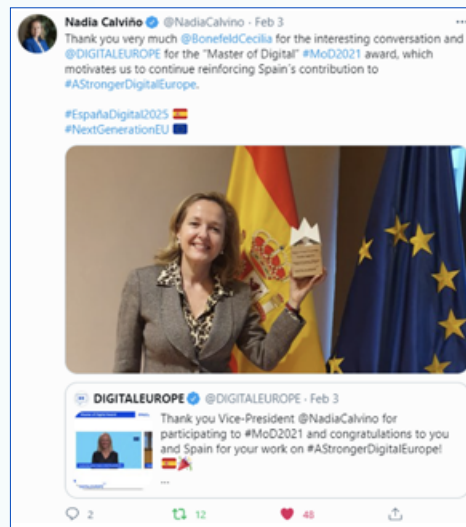 Nadia Calviño @NadiaCalvino · Feb 3
Thank you very much @BonefeldCecilia for the interesting conversation and
@DIGITALEUROPE for the "Master of Digital" #MoD2021 award, which
motivates us to continue reinforcing Spain´s contribution to
#AStrongerDigitalEurope.
#EspañaDigital2025 🇪🇸
#NextGenerationEU 🇪🇺
DIGITALEUROPE @DIGITALEUROPE · Feb 3
Thank you Vice-President @NadiaCalvino for
participating to #MoD2021 and congratulations to you
and Spain for your work on #AStrongerDigitalEurope!
🇪🇸🎉
...
2 12 48